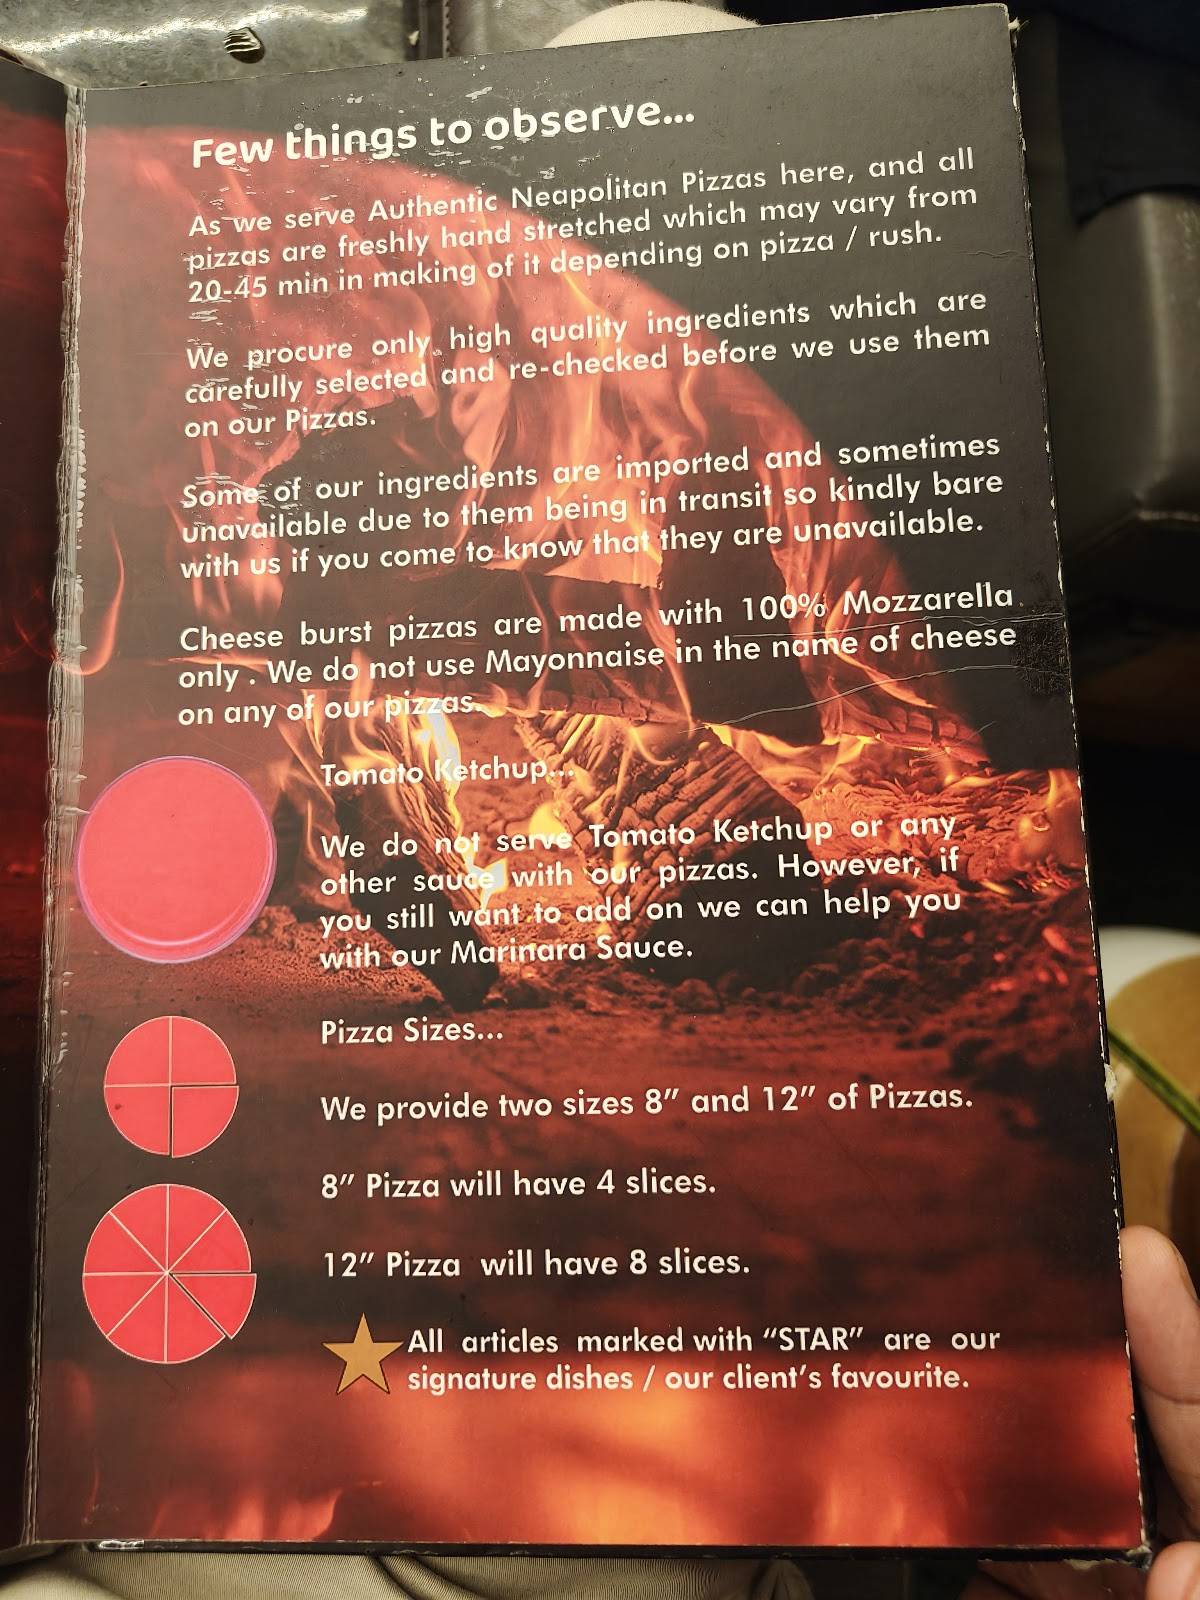 Few things to observe...
As we serve Authentic Neapolitan Pizzas here, and all
pizzas are freshly hand stretched which may vary from
20-45 min in making of it depending on pizza / rush.
We procure only high quality ingredients which are
carefully selected and re-checked before we use them
on our Pizzas.
Some of our ingredients are imported and sometimes
unavailable due to them being in transit so kindly bare
with us if you come to know that they are unavailable.
Cheese burst pizzas are made with 100% Mozzarella
only . We do not use Mayonnaise in the name of cheese
on any of our pizzas.
Tomato Ketchup...
We do not serve Tomato Ketchup or any
other sauce with our pizzas. However, if
you still want to add on we can help you
with our Marinara Sauce.
Pizza Sizes...
We provide two sizes 8” and 12” of Pizzas.
8” Pizza will have 4 slices.
12” Pizza will have 8 slices.
All articles marked with “STAR” are our
signature dishes / our client’s favourite.